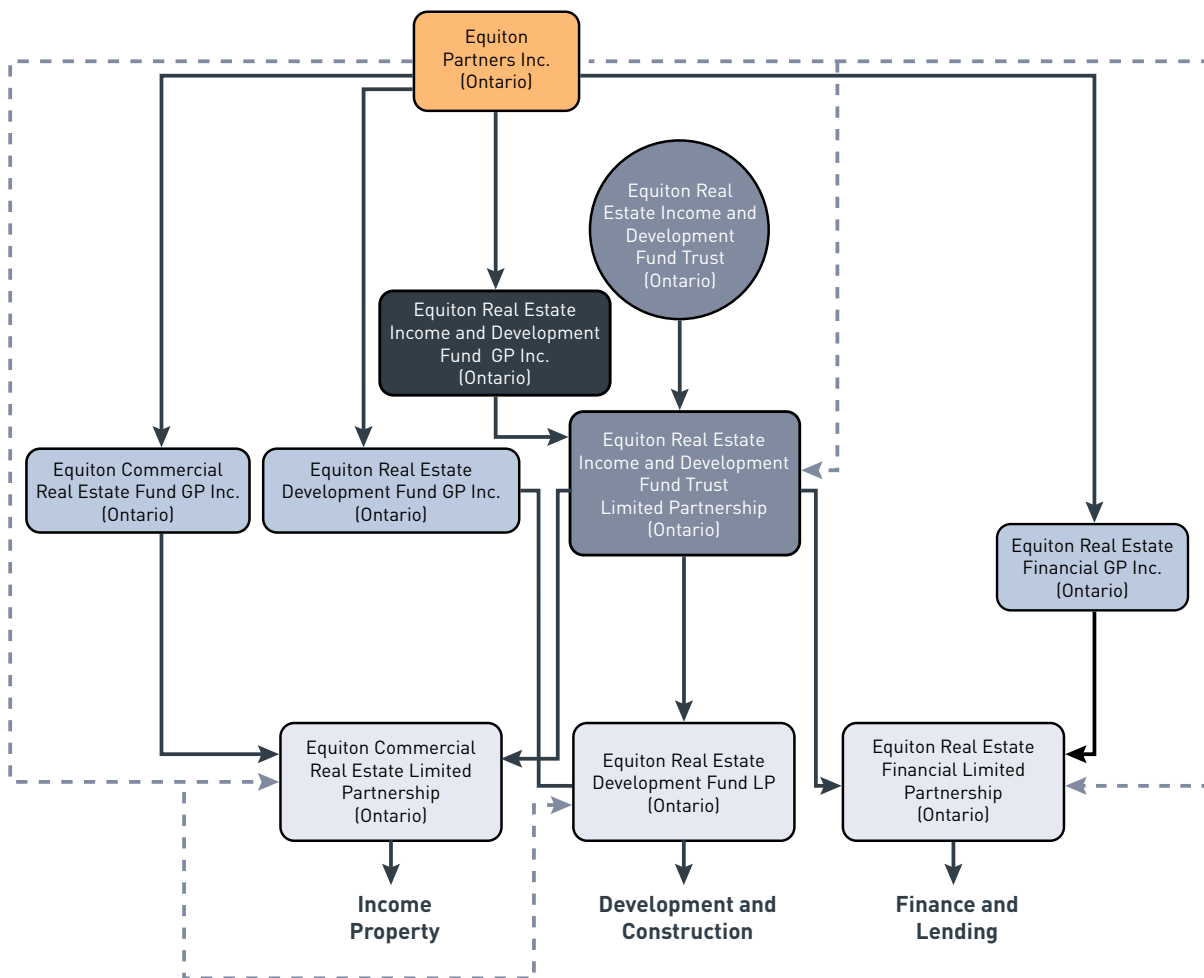 Equiton
Partners Inc.
(Ontario)
Equiton Real
Estate Income and
Development
Fund Trust
(Ontario)
Equiton Real Estate
Income and Development
Fund GP Inc.
(Ontario)
Equiton Commercial
Real Estate Fund GP Inc.
(Ontario)
Equiton Real Estate
Development Fund GP Inc.
(Ontario)
Equiton Real Estate
Income and Development
Fund Trust
Limited Partnership
(Ontario)
Equiton Real Estate
Financial GP Inc.
(Ontario)
Equiton Commercial
Real Estate Limited
Partnership
(Ontario)
Equiton Real Estate
Development Fund LP
(Ontario)
Equiton Real Estate
Financial Limited
Partnership
(Ontario)
Income
Property
Development and
Construction
Finance and
Lending